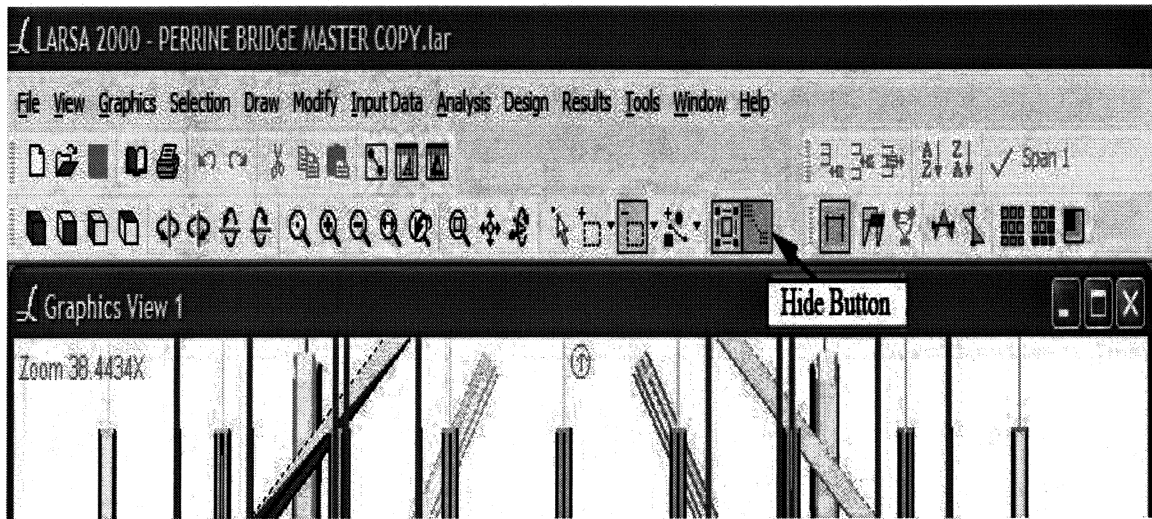 LARSA 2000 - PERRINE BRIDGE MASTER COPY.lar
File View Graphics Selection Draw Modify Input Data Analysis Design Results Tools Window Help
Span 1
Graphics View 1
Hide Button
Zoom 38.4434X